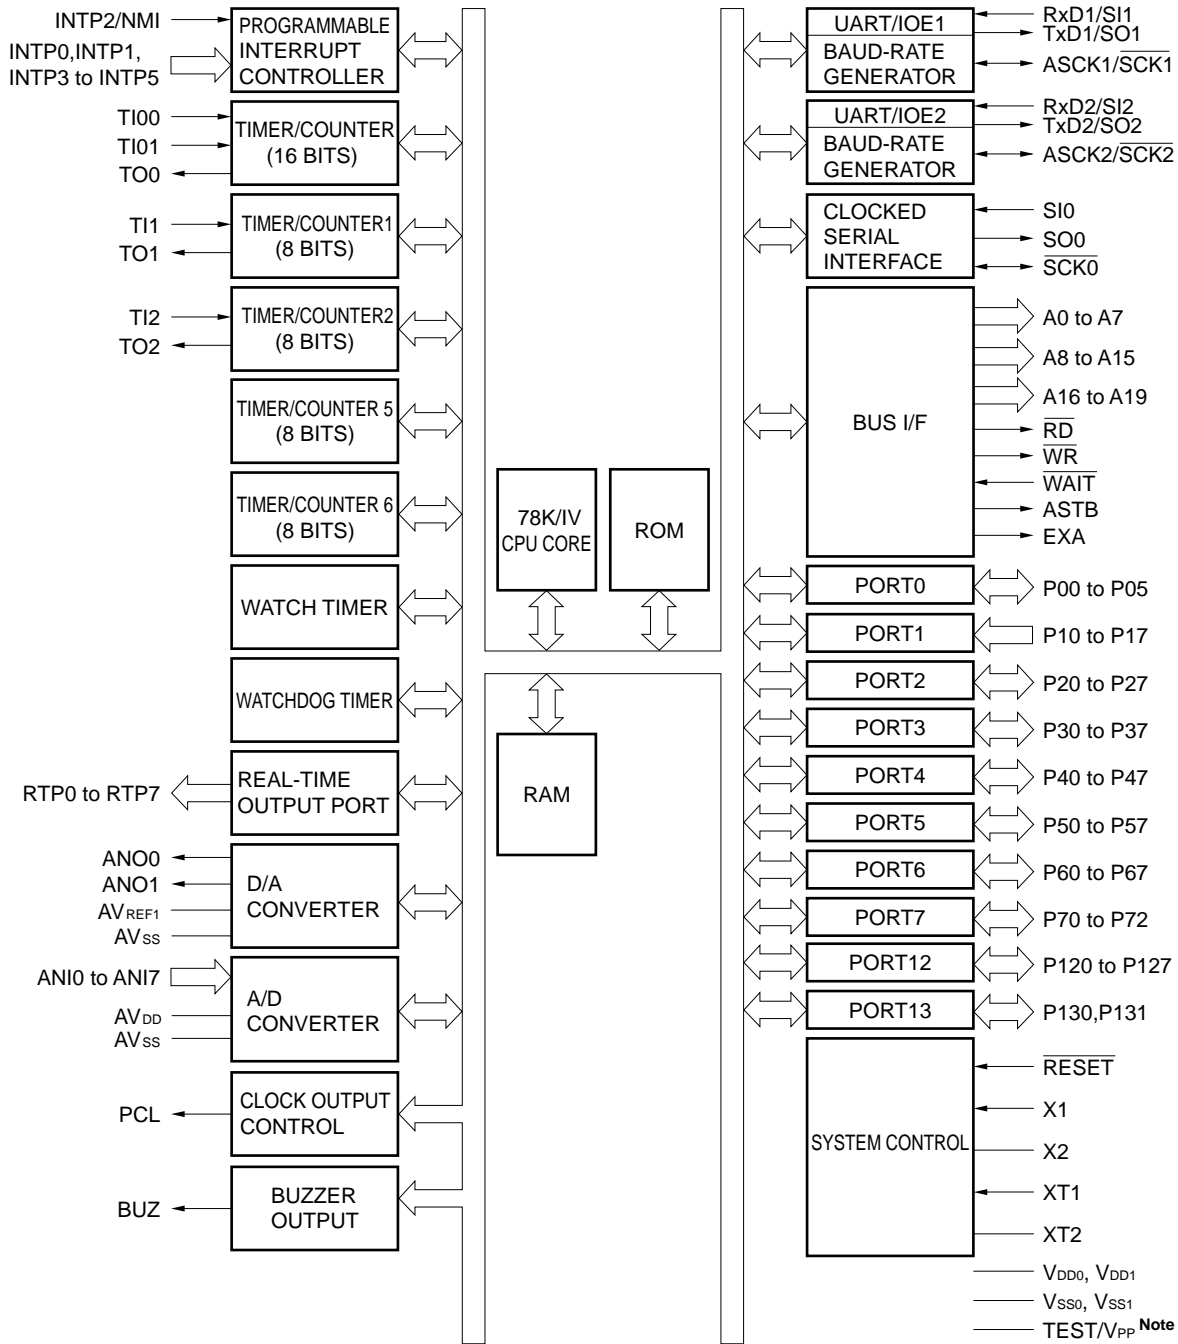 INTP2/NMI
INTP0,INTP1,
INTP3 to INTP5
PROGRAMMABLE
INTERRUPT
CONTROLLER
TI00
TI01
TO0
TIMER/COUNTER
(16 BITS)
TI1
TO1
TIMER/COUNTER1
(8 BITS)
TI2
TO2
TIMER/COUNTER2
(8 BITS)
TIMER/COUNTER 5
(8 BITS)
TIMER/COUNTER 6
(8 BITS)
WATCH TIMER
WATCHDOG TIMER
RTP0 to RTP7
REAL-TIME
OUTPUT PORT
ANO0
ANO1
AVREF1
AVSS
D/A
CONVERTER
ANI0 to ANI7
AVDD
AVSS
A/D
CONVERTER
PCL
CLOCK OUTPUT
CONTROL
BUZ
BUZZER
OUTPUT
78K/IV
CPU CORE
ROM
RAM
UART/IOE1
BAUD-RATE
GENERATOR
RxD1/SI1
TxD1/SO1
ASCK1/SCK1
UART/IOE2
BAUD-RATE
GENERATOR
RxD2/SI2
TxD2/SO2
ASCK2/SCK2
CLOCKED
SERIAL
INTERFACE
SI0
SO0
SCK0
BUS I/F
A0 to A7
A8 to A15
A16 to A19
RD
WR
WAIT
ASTB
EXA
PORT0
P00 to P05
PORT1
P10 to P17
PORT2
P20 to P27
PORT3
P30 to P37
PORT4
P40 to P47
PORT5
P50 to P57
PORT6
P60 to P67
PORT7
P70 to P72
PORT12
P120 to P127
PORT13
P130,P131
SYSTEM CONTROL
RESET
X1
X2
XT1
XT2
VDD0, VDD1
VSS0, VSS1
TEST/VPP Note